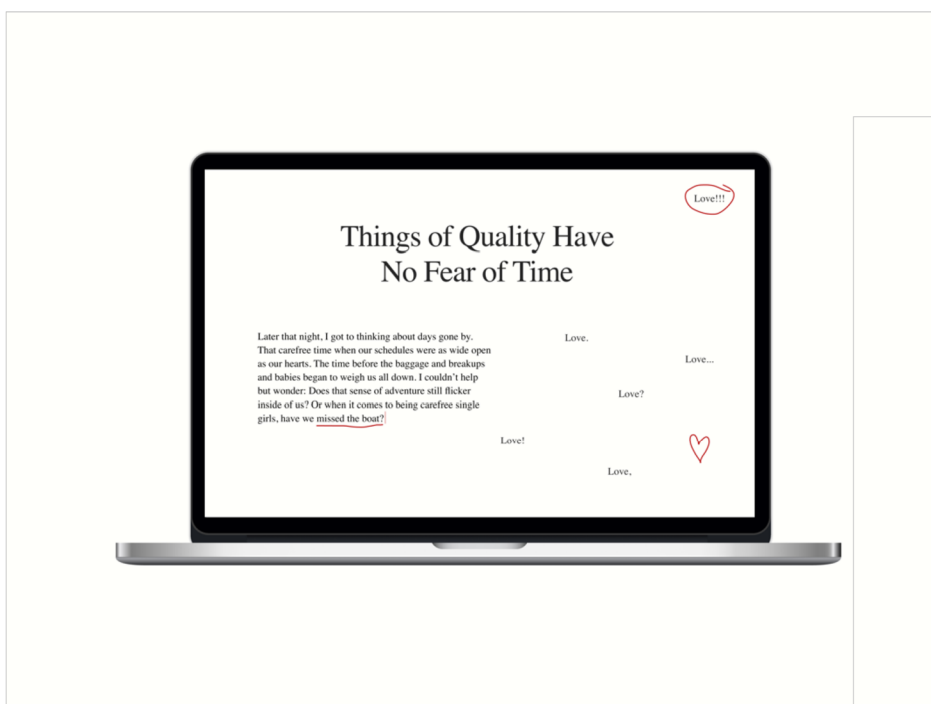 Love!!!
Things of Quality Have
No Fear of Time
Later that night, I got to thinking about days gone by.
That carefree time when our schedules were as wide open
as our hearts. The time before the baggage and breakups
and babies began to weigh us all down. I couldn't help
but wonder: Does that sense of adventure still flicker
inside of us? Or when it comes to being carefree single
girls, have we missed the boat?
Love.
Love...
Love?
Love!
Love,